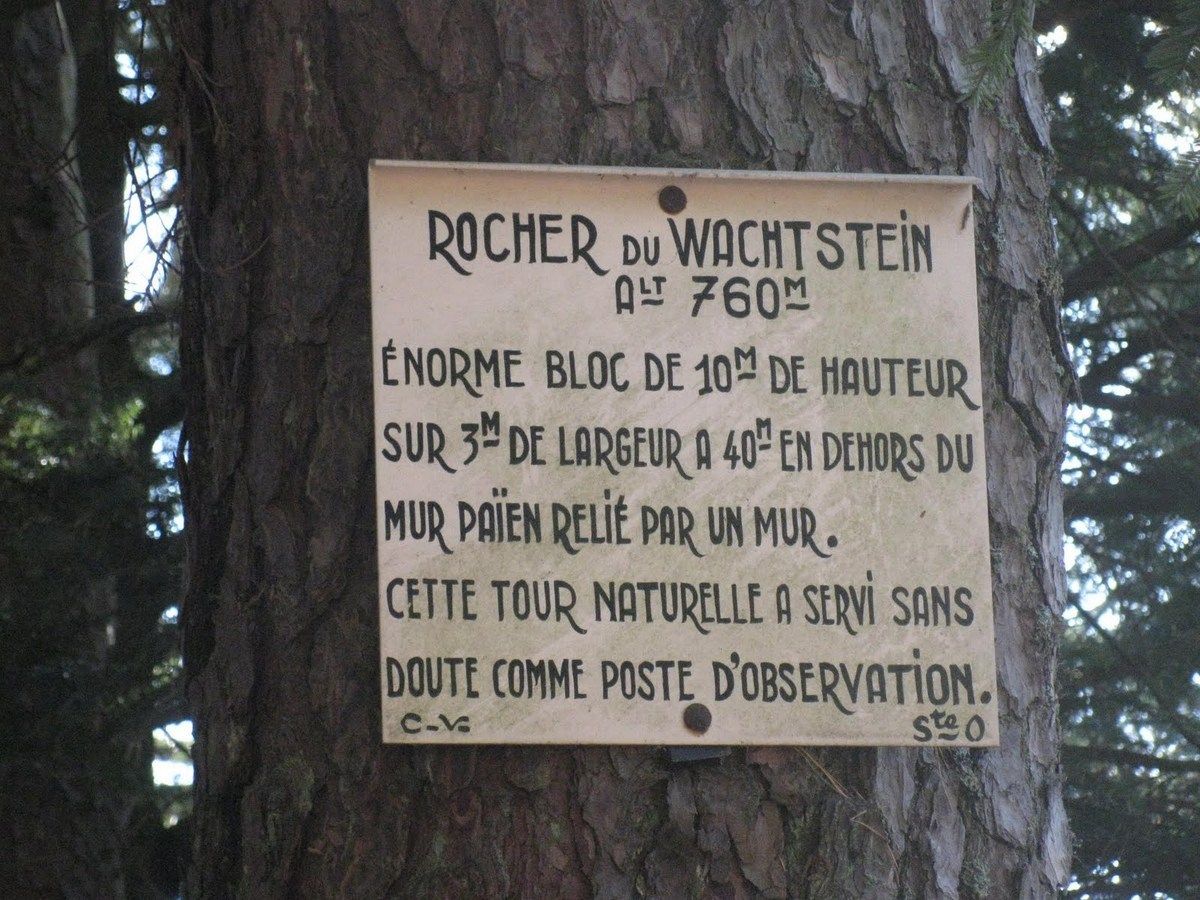 ROCHER DU WACHTSTEIN
ALT 760M
ÉNORME BLOC DE 10M DE HAUTEUR
SUR 3M DE LARGEUR A 40M EN DEHORS DU
MUR PAÏEN RELIÉ PAR UN MUR.
CETTE TOUR NATURELLE A SERVI SANS
DOUTE COMME POSTE D'OBSERVATION.
C-V. Ste O